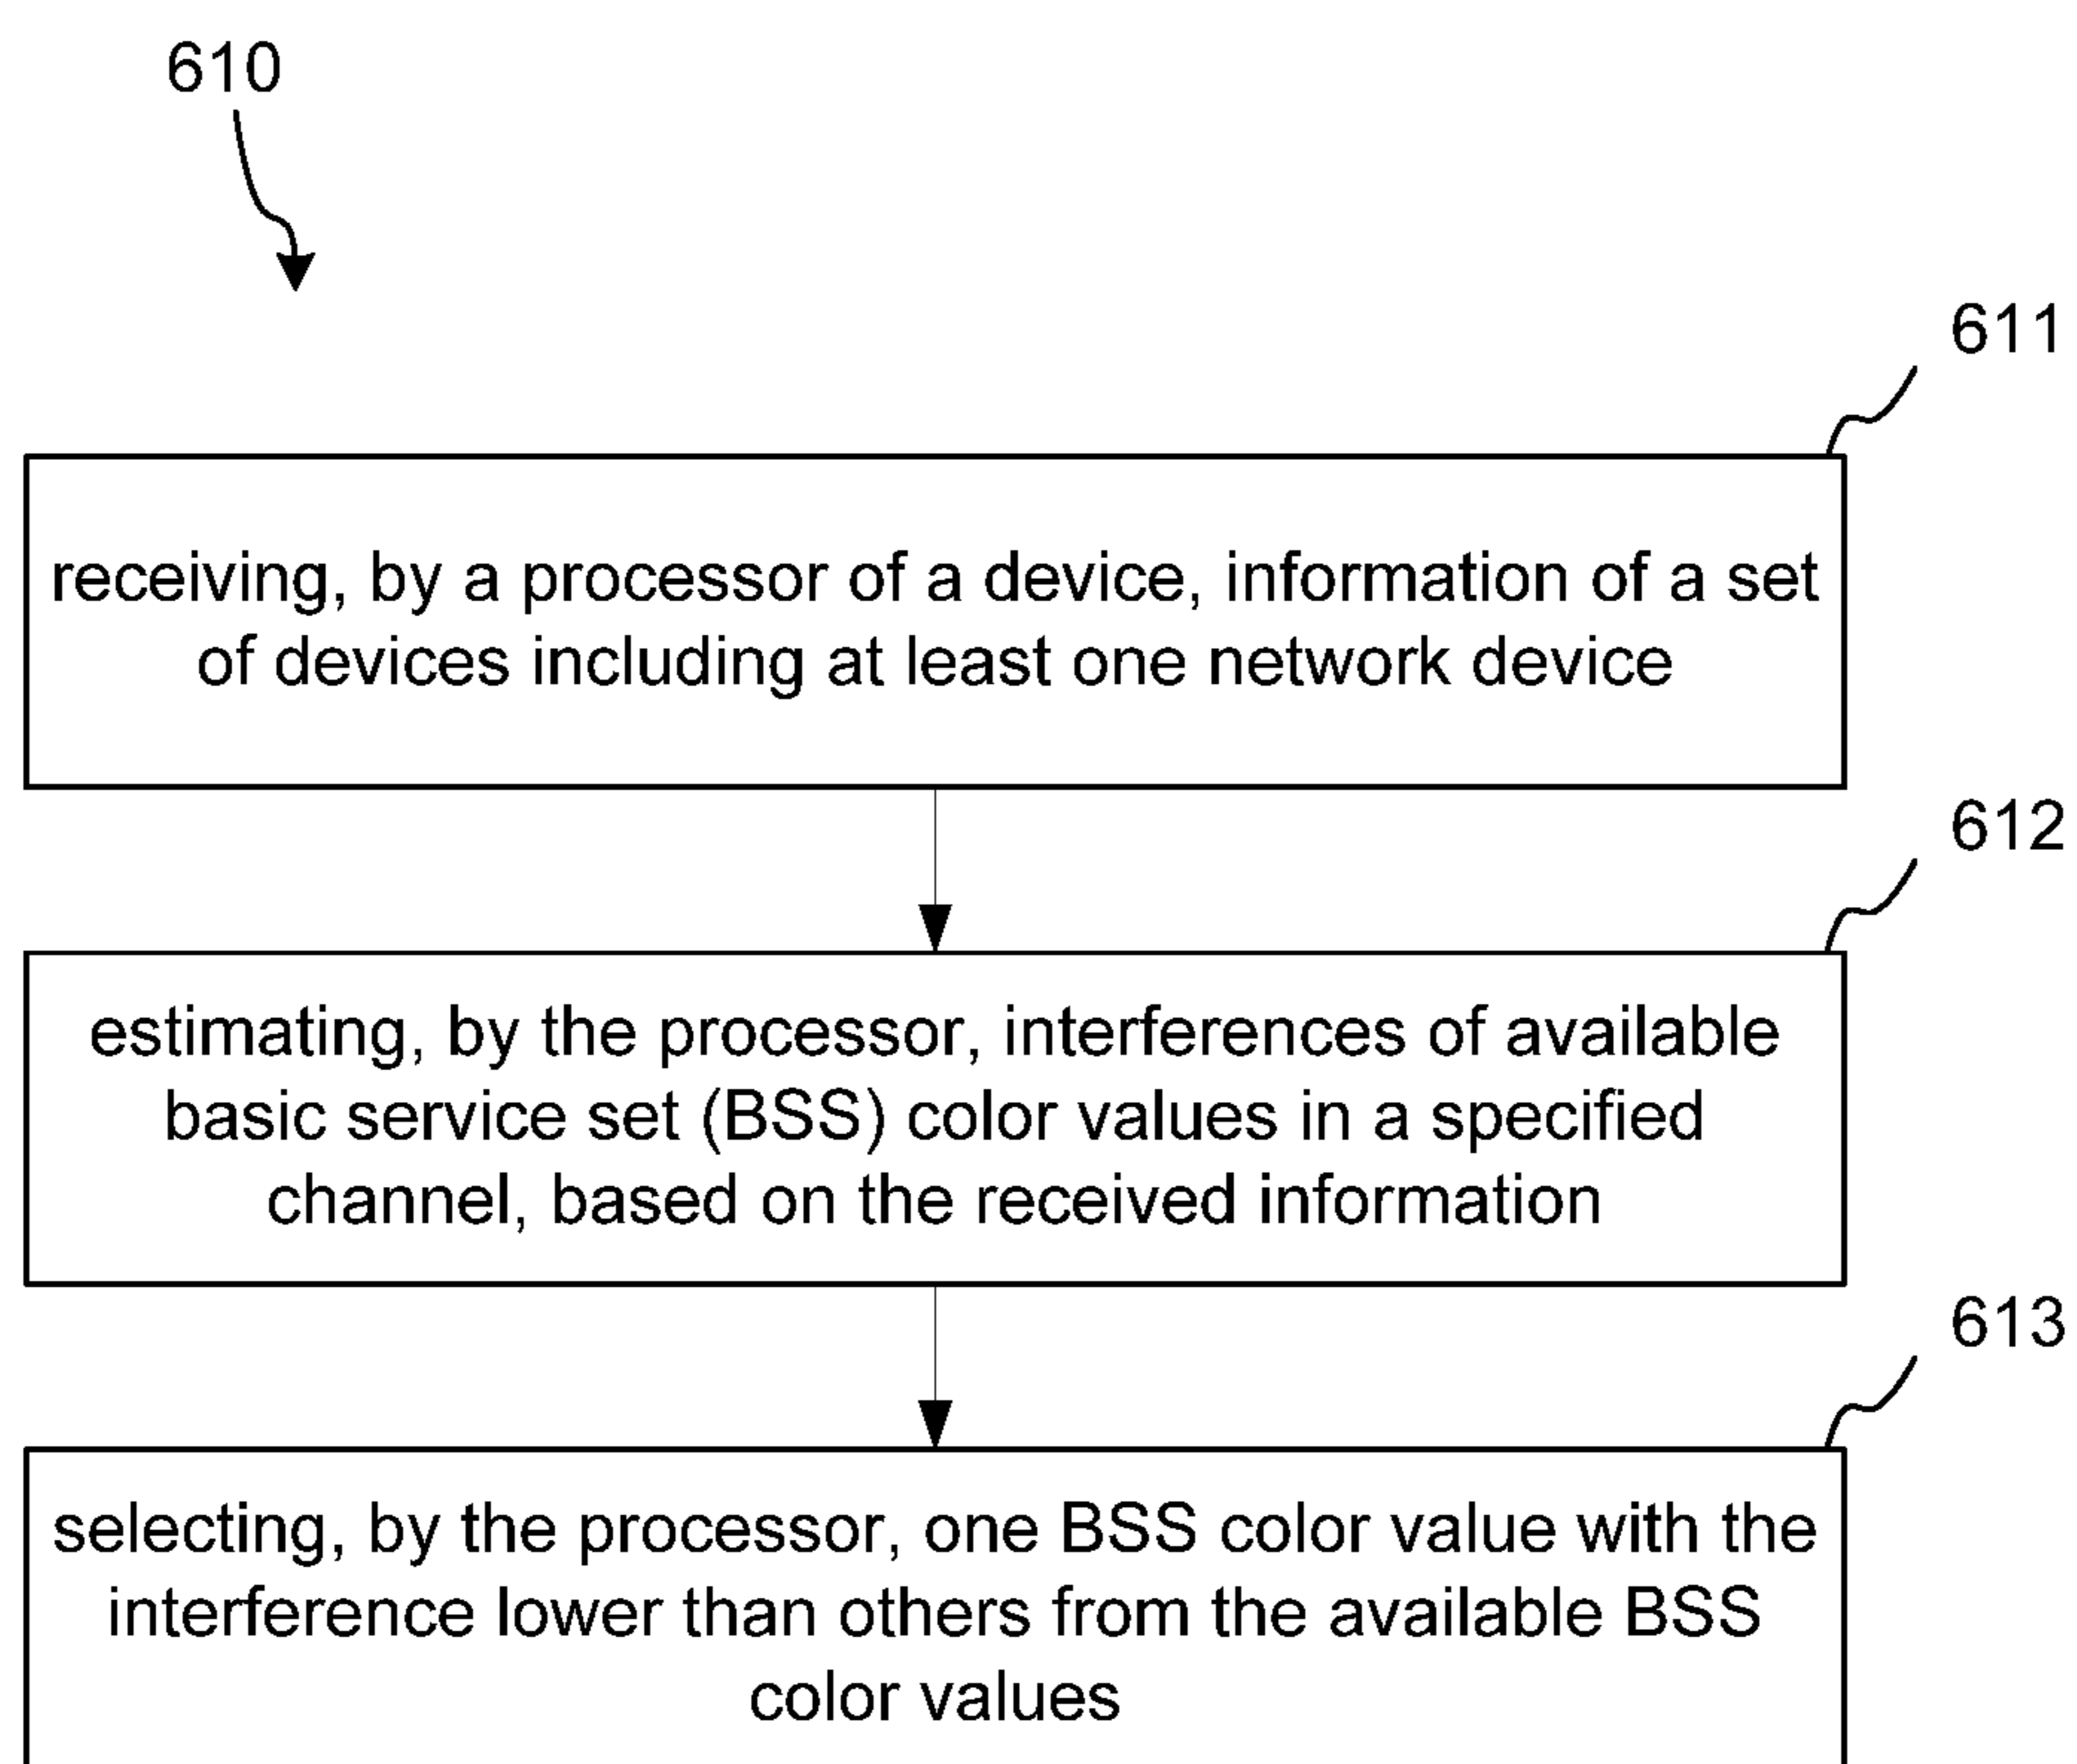 610
611
receiving, by a processor of a device, information of a set
of devices including at least one network device
612
estimating, by the processor, interferences of available
basic service set (BSS) color values in a specified
channel, based on the received information
613
selecting, by the processor, one BSS color value with the
interference lower than others from the available BSS
color values